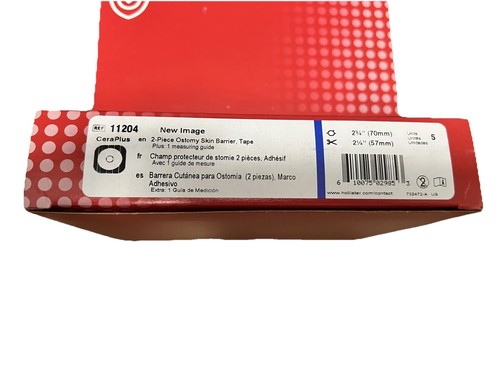 REF 11204 New Image
CeraPlus en 2-Piece Ostomy Skin Barrier, Tape
Plus: 1 measuring guide
fr Champ protecteur de stomie 2 pièces, Adhésif
Avec 1 guide de mesure
es Barrera Cutánea para Ostomía (2 piezas), Marco
Adhesivo
Extra: 1 Guía de Medición
2¾" (70mm)
2¼" (57mm)
Units
Unités
Unidades
5
6 10075 02985 3
www.hollister.com/contact